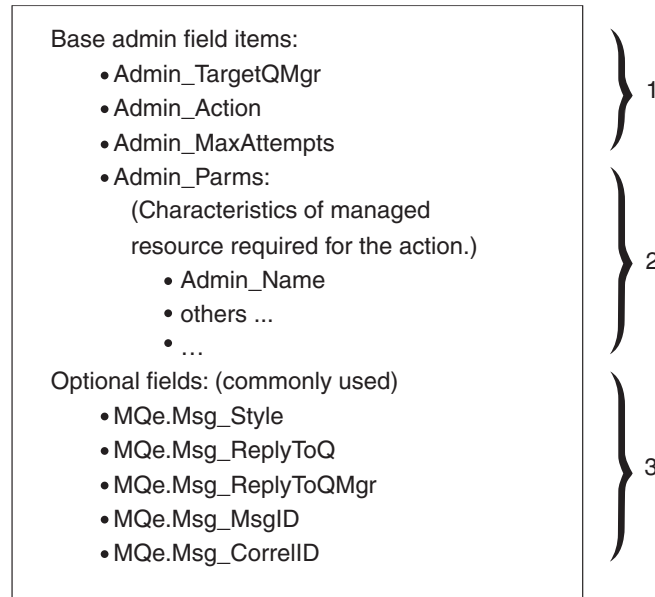 Base admin field items:
• Admin_TargetQMgr
• Admin_Action
• Admin_MaxAttempts
1
• Admin_Parms:
(Characteristics of managed
resource required for the action.)
• Admin_Name
• others ...
• ...
2
Optional fields: (commonly used)
• MQe.Msg_Style
• MQe.Msg_ReplyToQ
• MQe.Msg_ReplyToQMgr
• MQe.Msg_MsgID
• MQe.Msg_CorrelID
3